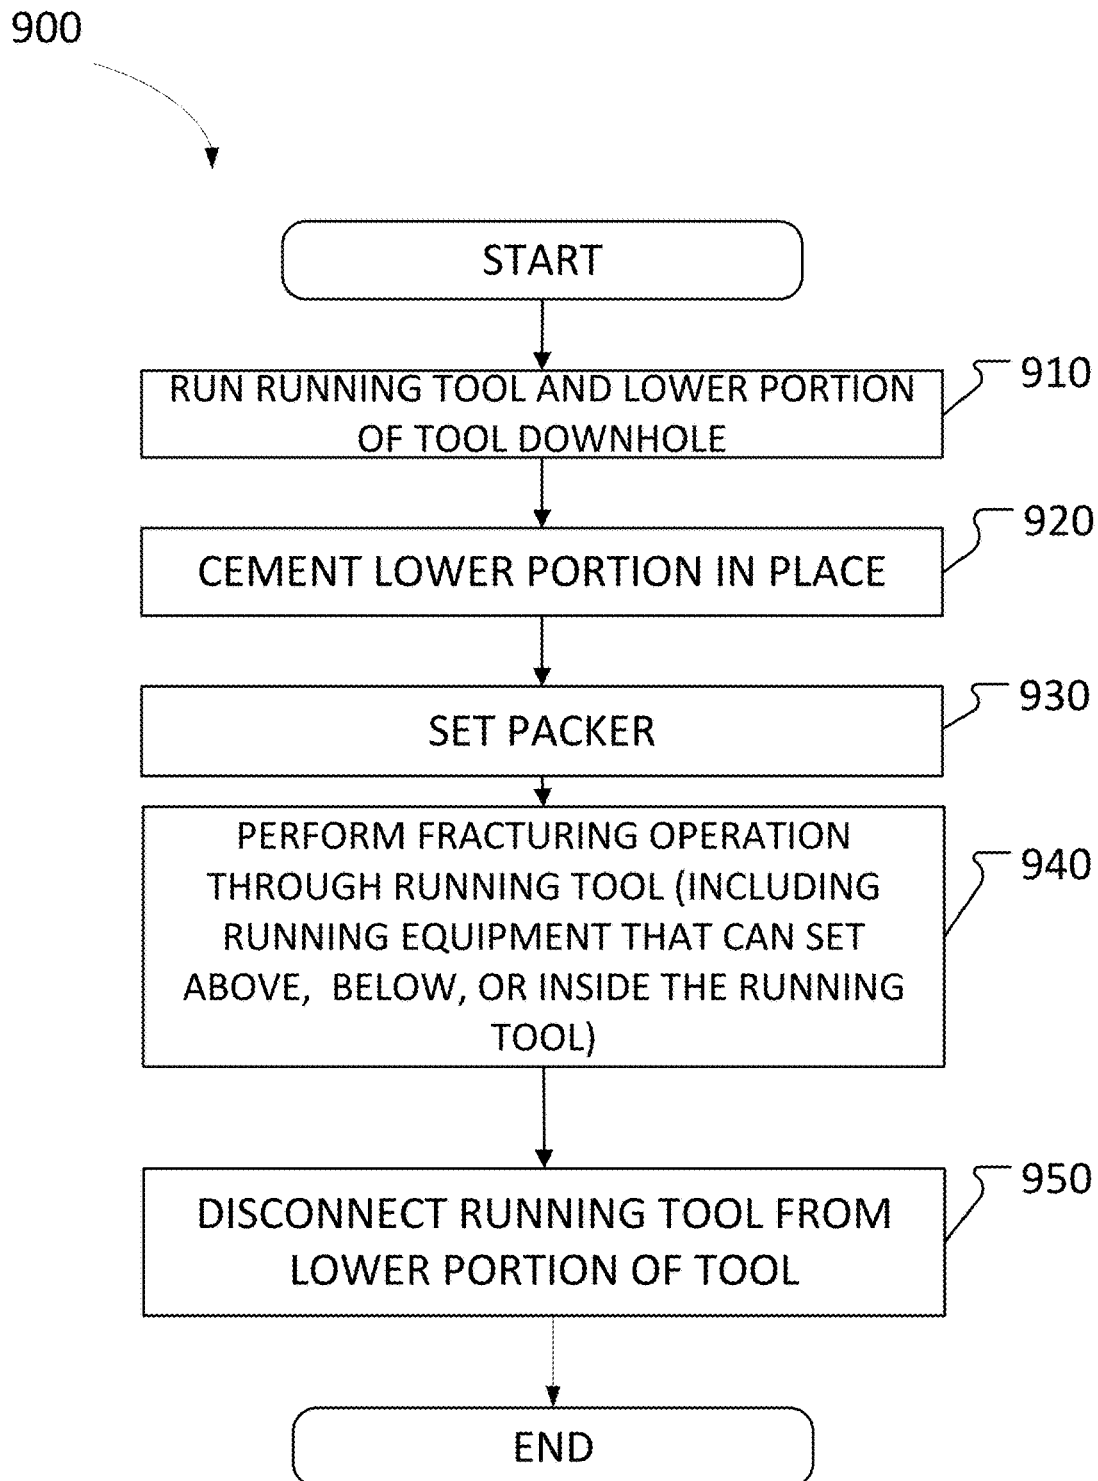 900
START
RUN RUNNING TOOL AND LOWER PORTION
OF TOOL DOWNHOLE
910
CEMENT LOWER PORTION IN PLACE
920
SET PACKER
930
PERFORM FRACTURING OPERATION
THROUGH RUNNING TOOL (INCLUDING
RUNNING EQUIPMENT THAT CAN SET
ABOVE, BELOW, OR INSIDE THE RUNNING
TOOL)
940
DISCONNECT RUNNING TOOL FROM
LOWER PORTION OF TOOL
950
END